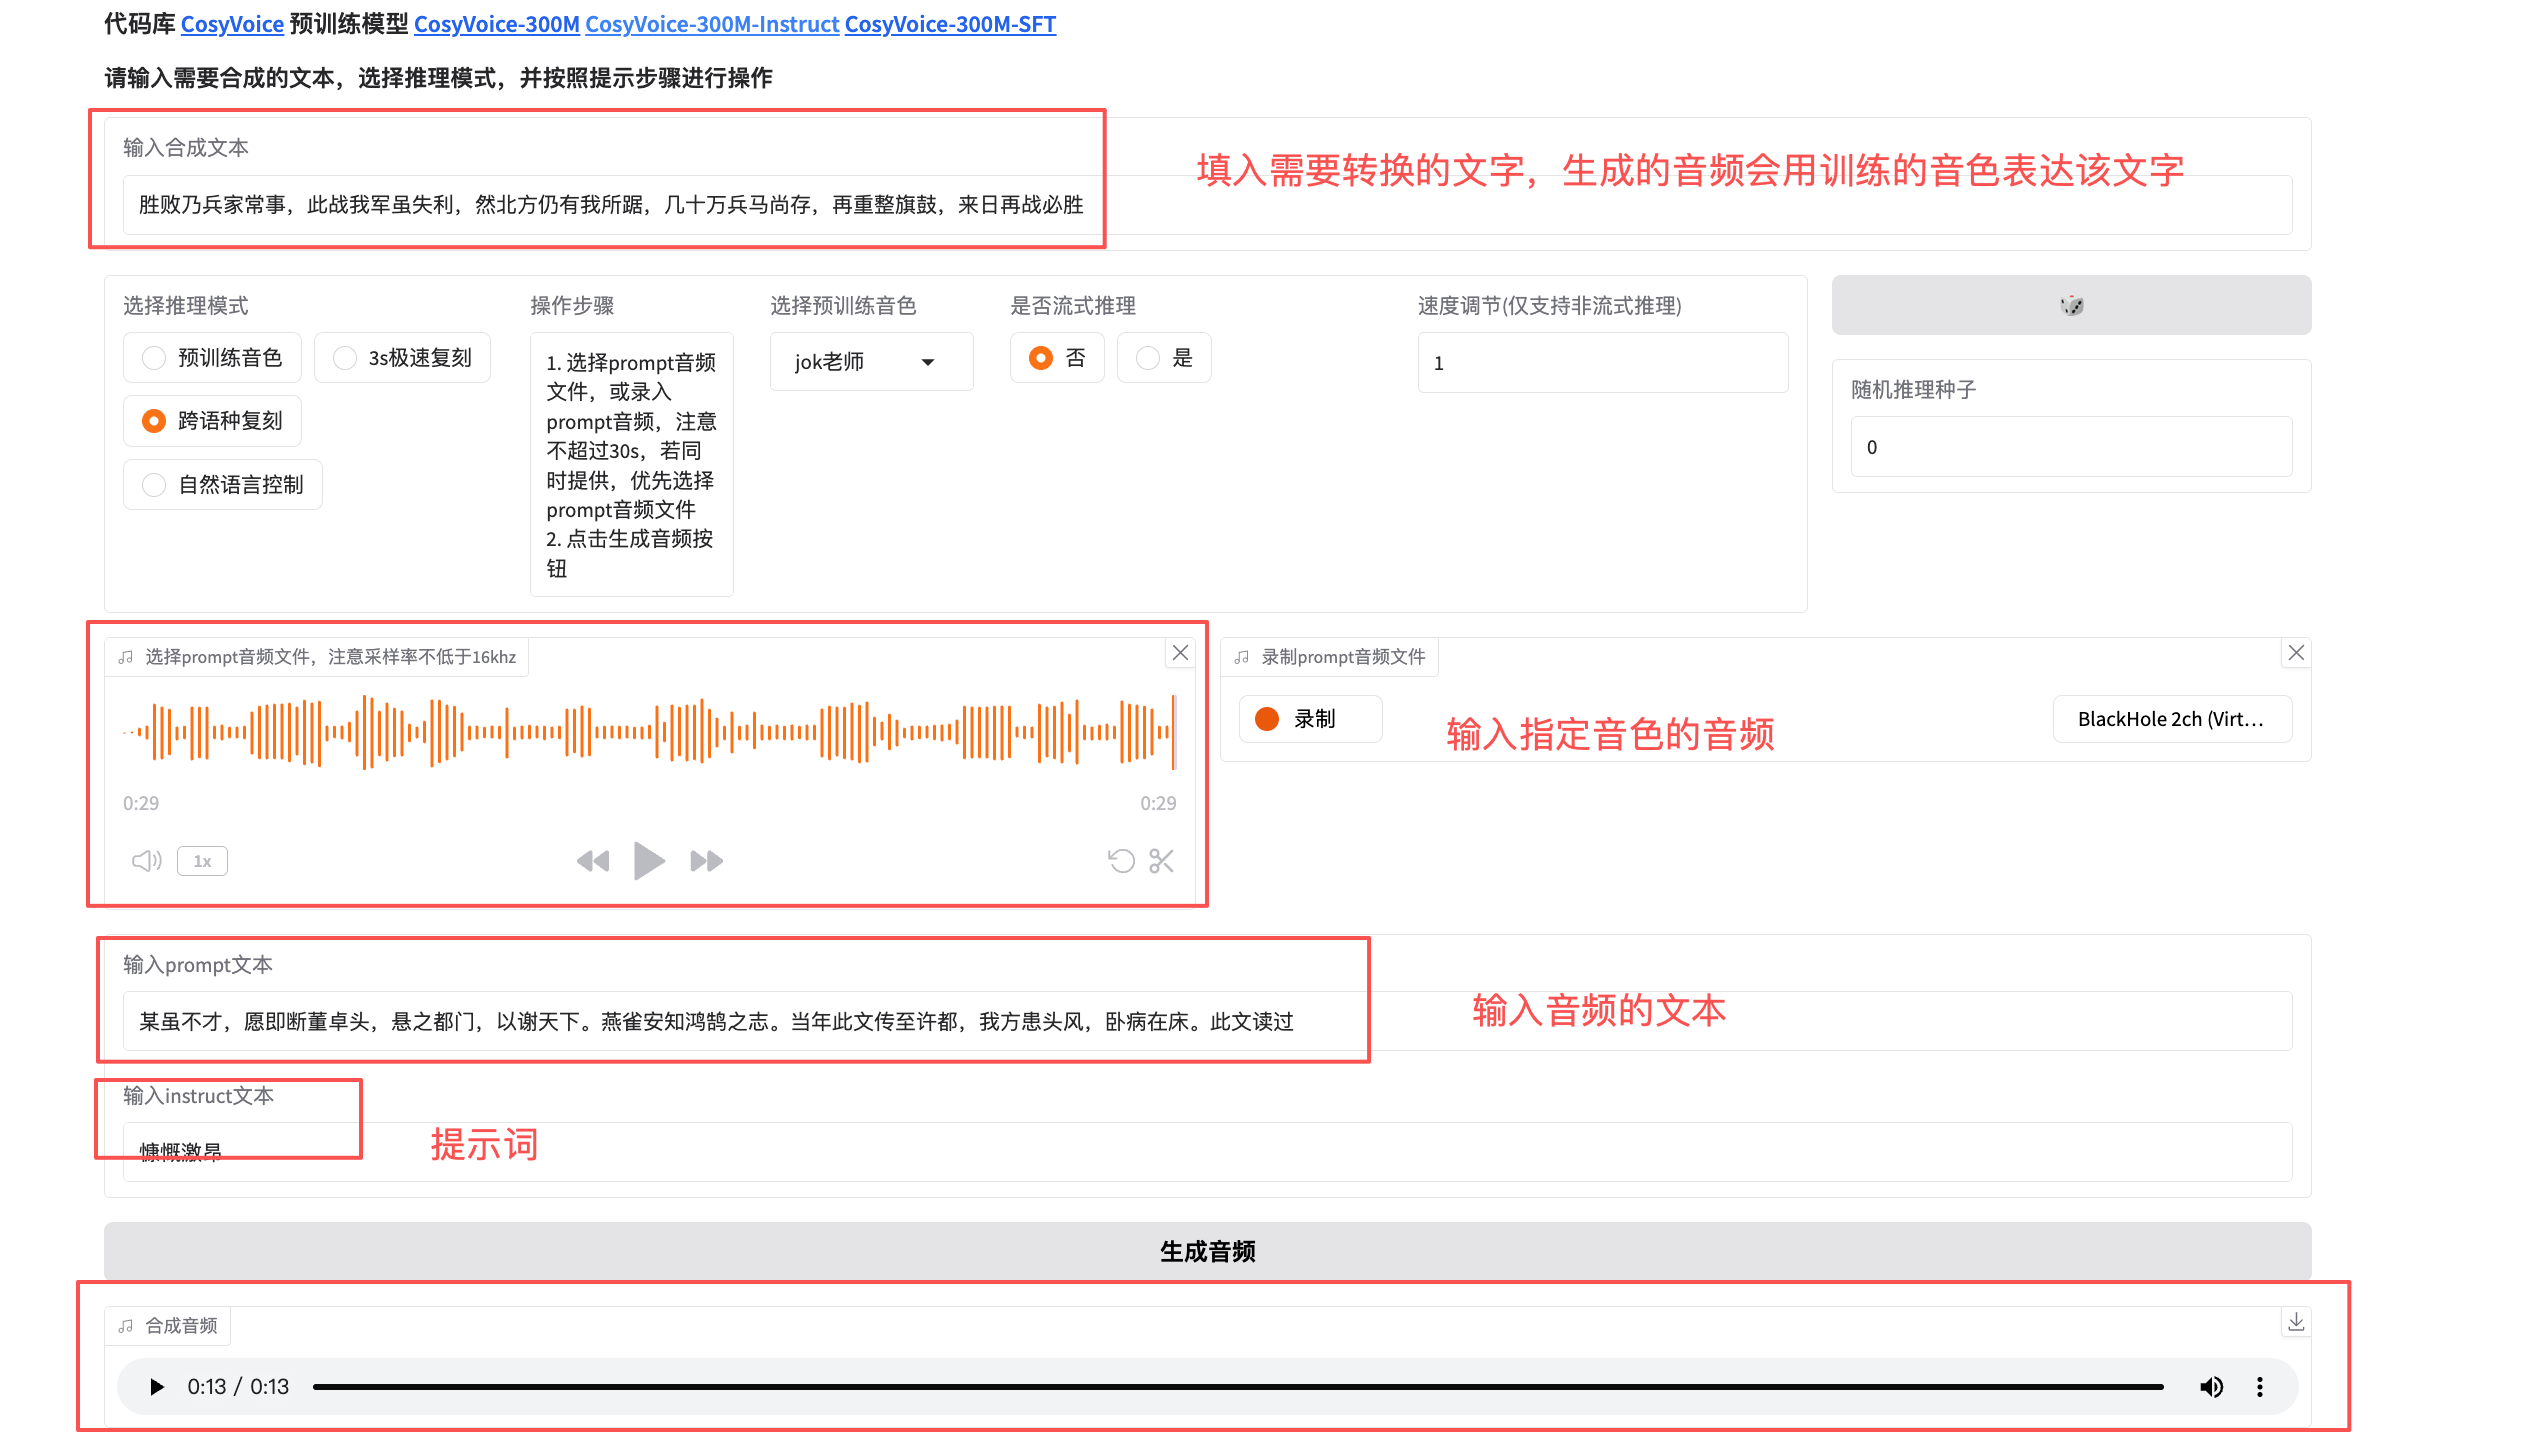 代码库 CosyVoice 预训练模型 CosyVoice-300M CosyVoice-300M-Instruct CosyVoice-300M-SFT
请输入需要合成的文本，选择推理模式，并按照提示步骤进行操作
输入合成文本
填入需要转换的文字，生成的音频会用训练的音色表达该文字
胜败乃兵家常事，此战我军虽失利，然北方仍有我所踞，几十万兵马尚存，再重整旗鼓，来日再战必胜
选择推理模式
预训练音色
3s极速复刻
跨语种复刻
自然语言控制
操作步骤
1. 选择prompt音频
文件，或录入
prompt音频，注意
不超过30s，若同
时提供，优先选择
prompt音频文件
2. 点击生成音频按
钮
选择预训练音色
jok老师
是否流式推理
否
是
速度调节(仅支持非流式推理)
1
随机推理种子
0
选择prompt音频文件，注意采样率不低于16khz
0:29
0:29
1x
录制prompt音频文件
录制
输入指定音色的音频
BlackHole 2ch (Virt...
输入prompt文本
某虽不才，愿即断董卓头，悬之都门，以谢天下。燕雀安知鸿鹄之志。当年此文传至许都，我方患头风，卧病在床。此文读过
输入音频的文本
输入instruct文本
慷慨激昂
提示词
生成音频
合成音频
0:13 / 0:13